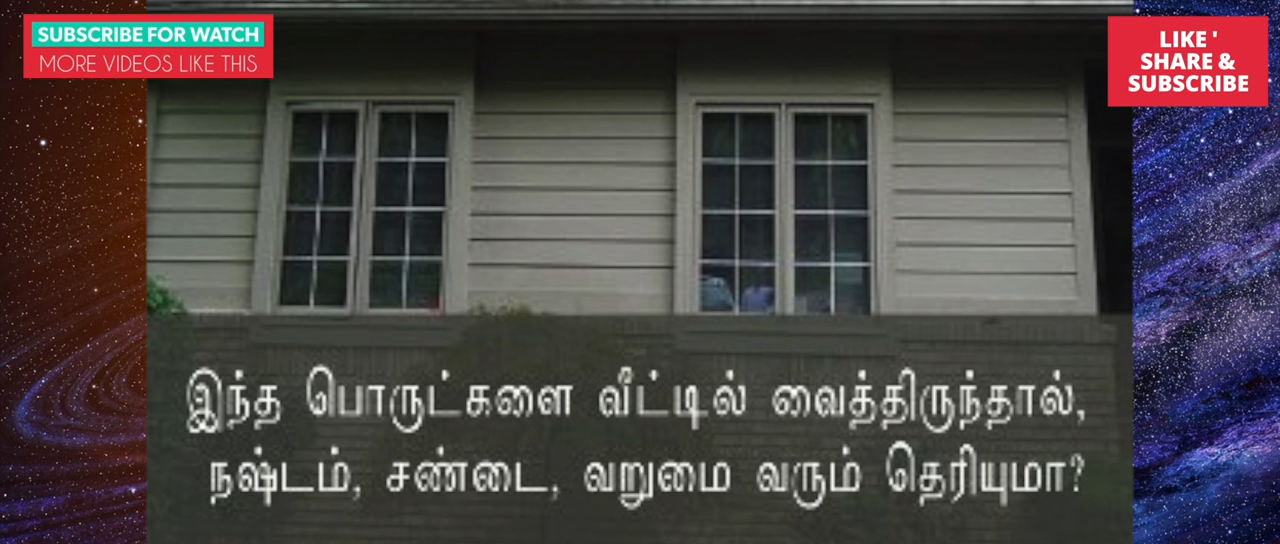 SUBSCRIBE FOR WATCH
MORE VIDEOS LIKE THIS
LIKE '
SHARE &
SUBSCRIBE
இந்த பொருட்களை வீட்டில் வைத்திருந்தால்,
நஷ்டம், சண்டை, வறுமை வரும் தெரியுமா?